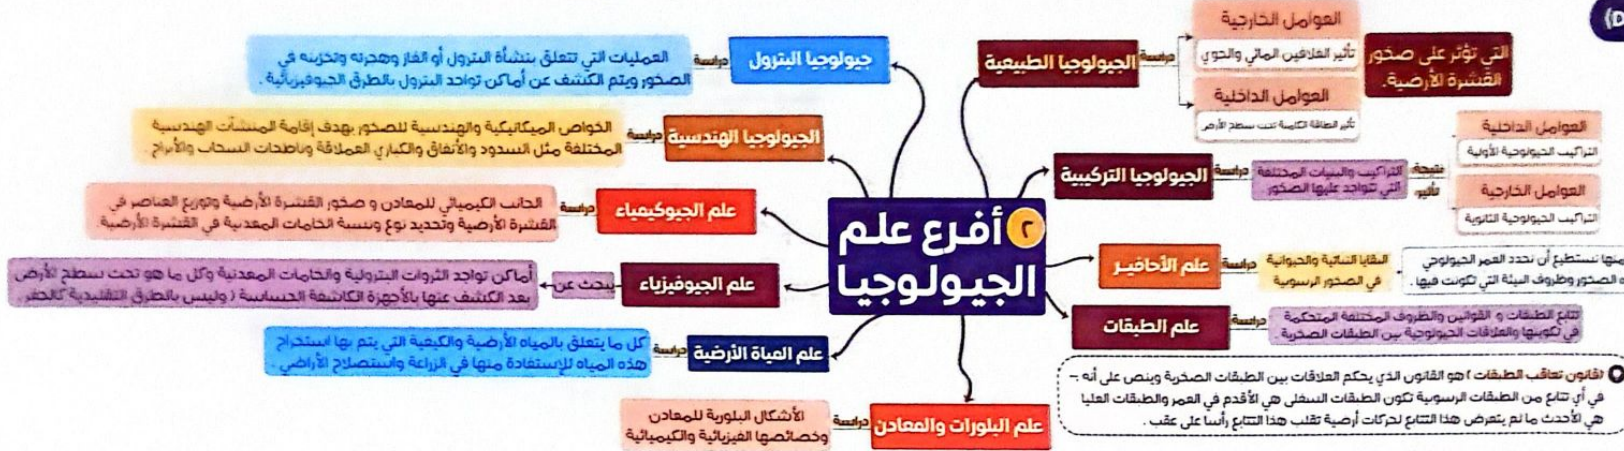 ٢ أفرع علم
الجيولوجيا
الجيولوجيا الطبيعية
دراسة
العوامل الخارجية
تأثير الغلافين المائي والجوي
العوامل الداخلية
تأثير الطاقة الكامنة تحت سطح الأرض
التي تؤثر على صخور
القشرة الأرضية.
الجيولوجيا التركيبية
دراسة
التراكيب والبنيات المختلفة
التي تتواجد عليها الصخور
نتيجة
تأثير
العوامل الداخلية
التراكيب الجيولوجية الأولية
العوامل الخارجية
التراكيب الجيولوجية الثانوية
علم الأحافير
دراسة
البقايا النباتية والحيوانية
في الصخور الرسوبية
منها نستطيع أن نحدد العمر الجيولوجي
الصخور وظروف البيئة التي تكونت فيها .
علم الطبقات
دراسة
تتابع الطبقات و القوانين والظروف المختلفة المتحكمة
في تكوينها والعلاقات الجيولوجية بين الطبقات الصخرية .
(قانون تعاقب الطبقات) هو القانون الذي يحكم العلاقات بين الطبقات الصخرية وينص على أنه :-
في أي تتابع من الطبقات الرسوبية تكون الطبقات السفلى هي الأقدم في العمر والطبقات العليا
هي الأحدث ما لم يتعرض هذا التتابع لحركات أرضية تقلب هذا التتابع رأسا على عقب .
جيولوجيا البترول
دراسة
العمليات التي تتعلق بنشأة البترول أو الغاز وهجرته وتخزينه في
الصخور ويتم الكشف عن أماكن تواجد البترول بالطرق الجيوفيزيائية .
الجيولوجيا الهندسية
دراسة
الخواص الميكانيكية والهندسية للصخور بهدف إقامة المنشآت الهندسية
المختلفة مثل السدود والأنفاق والكباري العملاقة وناطحات السحاب والأبراج .
علم الجيوكيمياء
دراسة
الجانب الكيميائي للمعادن و صخور القشرة الأرضية وتوزيع العناصر في
القشرة الأرضية وتحديد نوع ونسبة الخامات المعدنية في القشرة الأرضية
علم الجيوفيزياء
يبحث عن
أماكن تواجد الثروات البترولية والخامات المعدنية وكل ما هو تحت سطح الأرض
بعد الكشف عنها بالأجهزة الكاشفة الحساسة ( وليس بالطرق التقليدية كالحفر
علم المياة الأرضية
دراسة
كل ما يتعلق بالمياه الأرضية والكيفية التي يتم بها استخراج
هذه المياه للإستفادة منها في الزراعة واستصلاح الأراضي .
علم البلورات والمعادن
دراسة
الأشكال البلورية للمعادن
وخصائصها الفيزيائية والكيميائية